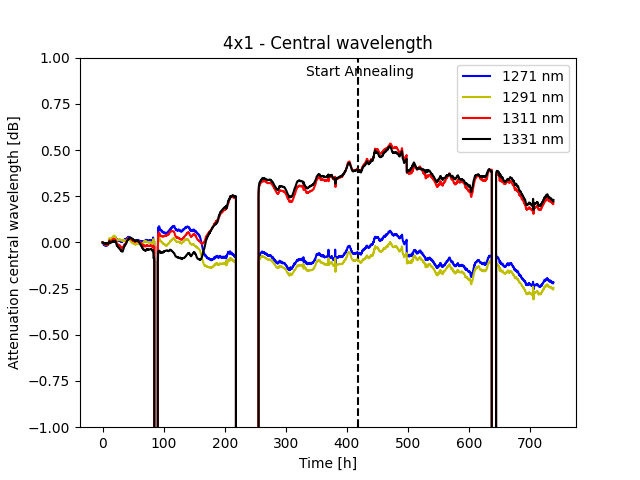 4x1 - Central wavelength
Start Annealing
1271 nm
1291 nm
1311 nm
1331 nm
1.00
0.75
0.50
0.25
0.00
−0.25
−0.50
−0.75
−1.00
Attenuation central wavelength [dB]
0 100 200 300 400 500 600 700
Time [h]